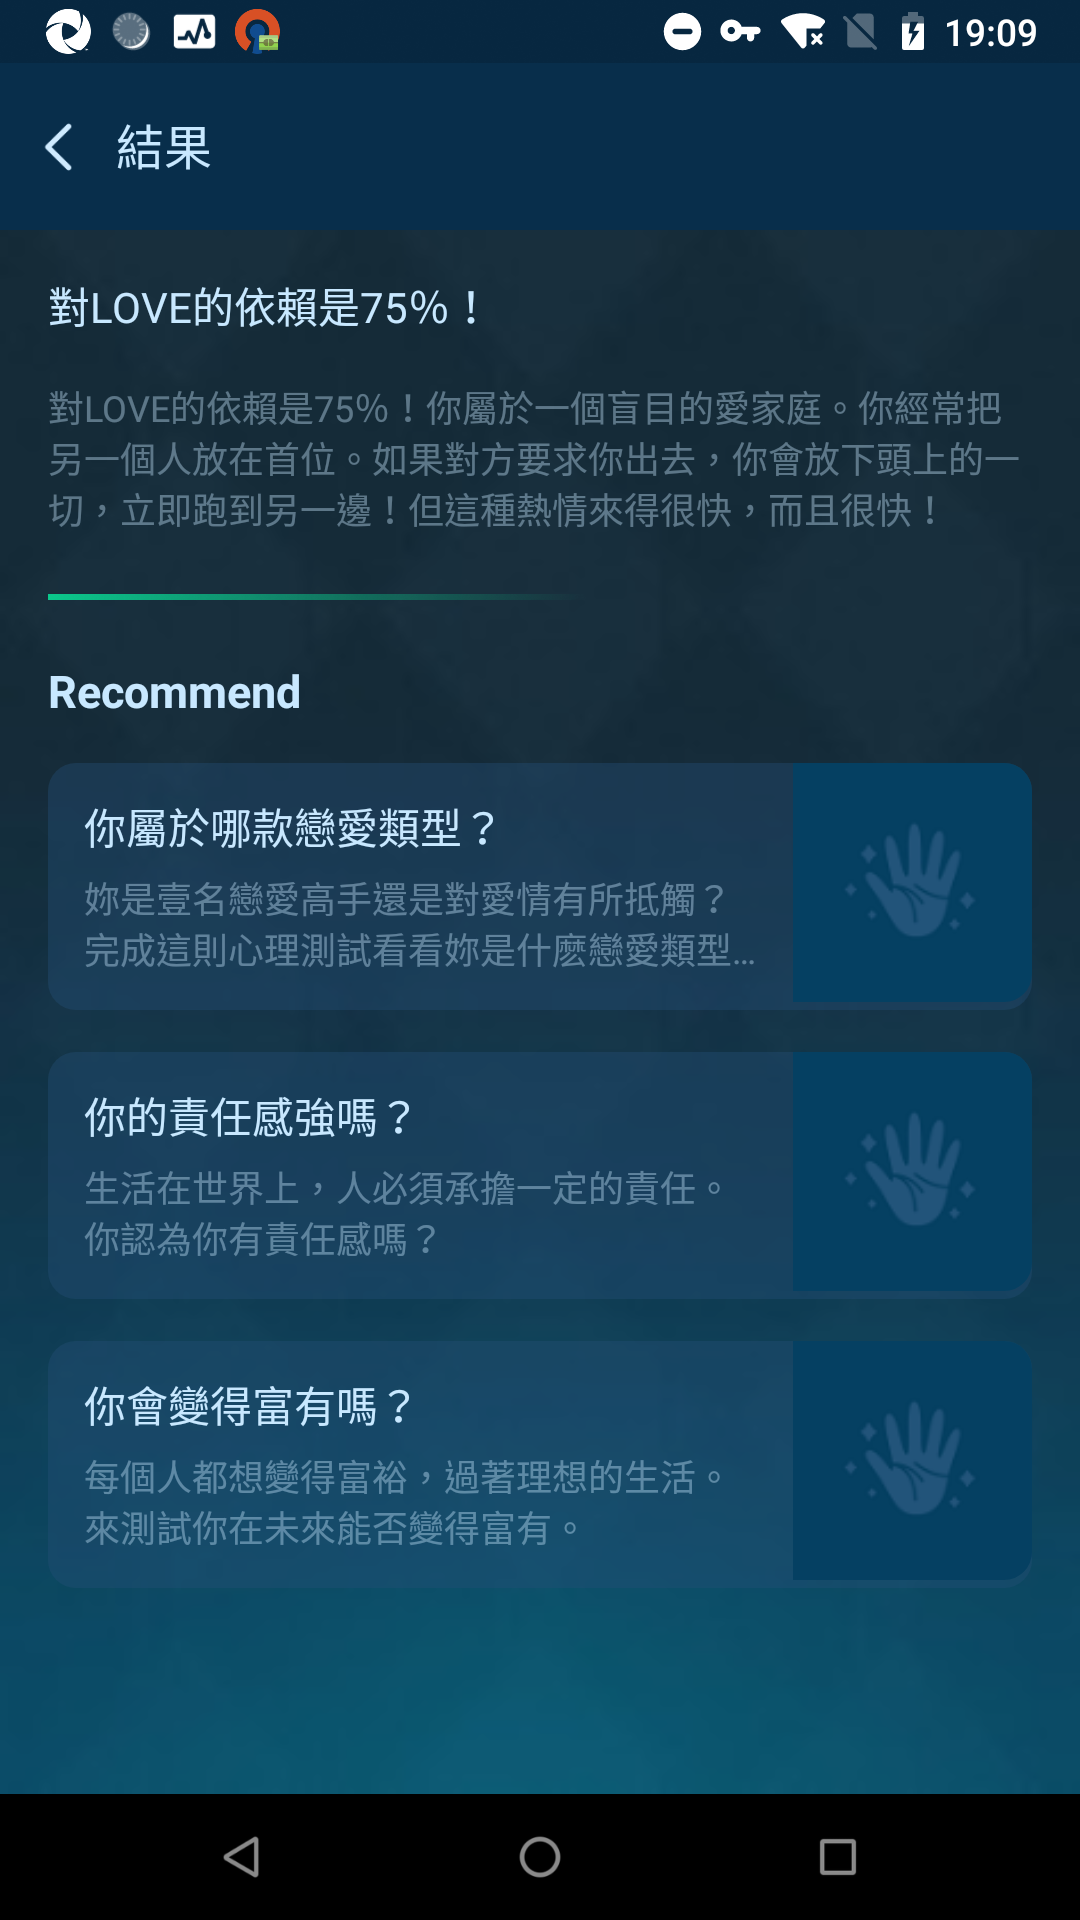 19:09
結果
對LOVE的依賴是75%！
對LOVE的依賴是75%！你屬於一個盲目的愛家庭。你經常把
另一個人放在首位。如果對方要求你出去，你會放下頭上的一
切，立即跑到另一邊！但這種熱情來得很快，而且很快！
Recommend
你屬於哪款戀愛類型？
妳是壹名戀愛高手還是對愛情有所抵觸？
完成這則心理測試看看妳是什麼戀愛類型...
你的責任感強嗎？
生活在世界上，人必須承擔一定的責任。
你認為你有責任感嗎？
你會變得富有嗎？
每個人都想變得富裕，過著理想的生活。
來測試你在未來能否變得富有。